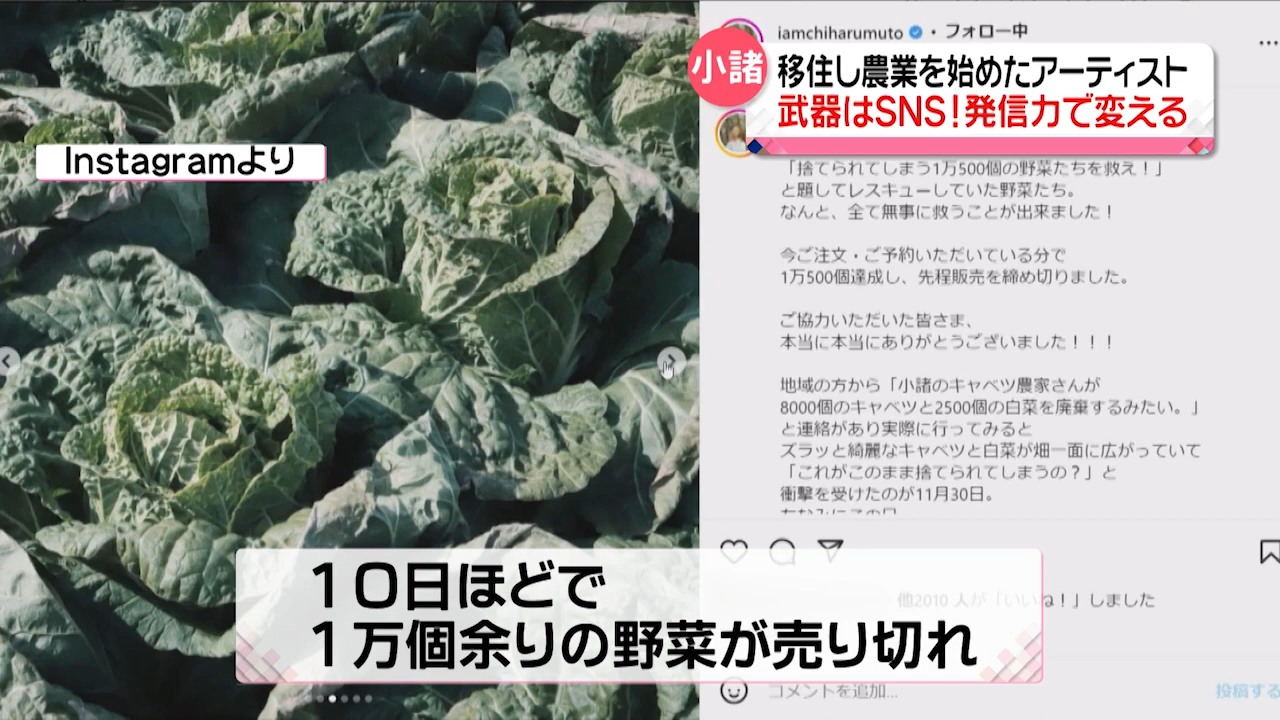 iamchiharumuto • フォロー中
小諸
移住し農業を始めたアーティスト
武器はSNS！発信力で変える
Instagramより
「捨てられてしまう1万500個の野菜たちを救え！」
と題してレスキューしていた野菜たち。
なんと、全て無事に救うことが出来ました！
今ご注文・ご予約いただいている分で
1万500個達成し、先程販売を締め切りました。
ご協力いただいた皆さま、
本当に本当にありがとうございました！！！
地域の方から「小諸のキャベツ農家さんが
8000個のキャベツと2500個の白菜を廃棄するみたい。」
と連絡があり実際に行ってみると
ズラッと綺麗なキャベツと白菜が畑一面に広がっていて
「これがこのまま捨てられてしまうの？」と
衝撃を受けたのが11月30日。
他2010 人が「いいね！」しました
１０日ほどで
１万個余りの野菜が売り切れ
コメントを追加...
投稿する